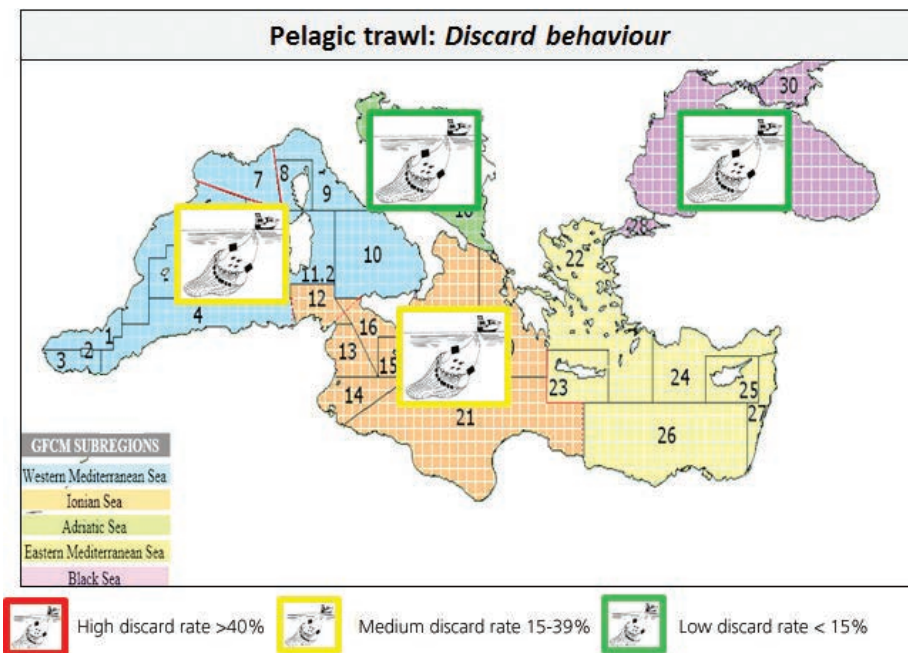 Pelagic trawl: Discard behaviour
30
7
8
9
10
28
22
10
11.2
12
4
16
1
2
3
13
15
14
21
23
24
25
27
26
GFCM SUBREGIONS
Western Mediterranean Sea
Ionian Sea
Adriatic Sea
Eastern Mediterranean Sea
Black Sea
High discard rate >40%
Medium discard rate 15-39%
Low discard rate < 15%